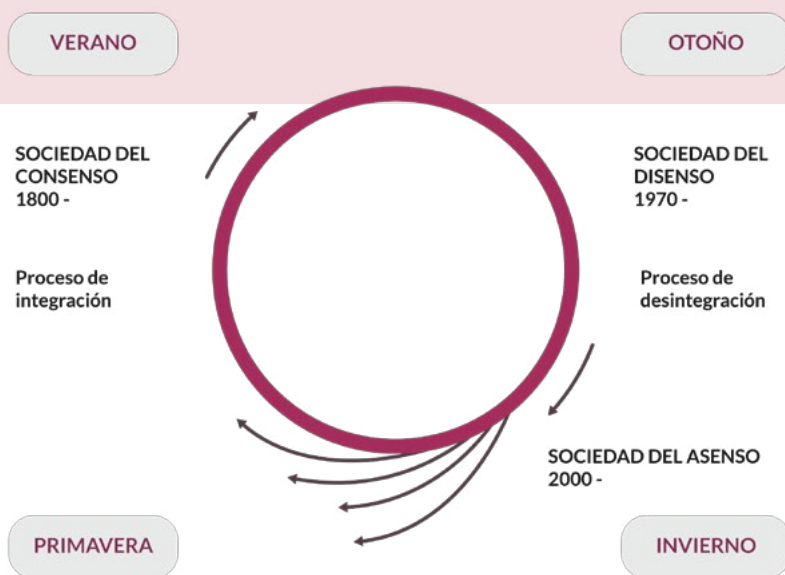 VERANO
OTOÑO
SOCIEDAD DEL
CONSENSO
1800 -
SOCIEDAD DEL
DISENSO
1970 -
Proceso de
integración
Proceso de
desintegración
SOCIEDAD DEL ASENSO
2000 -
PRIMAVERA
INVIERNO